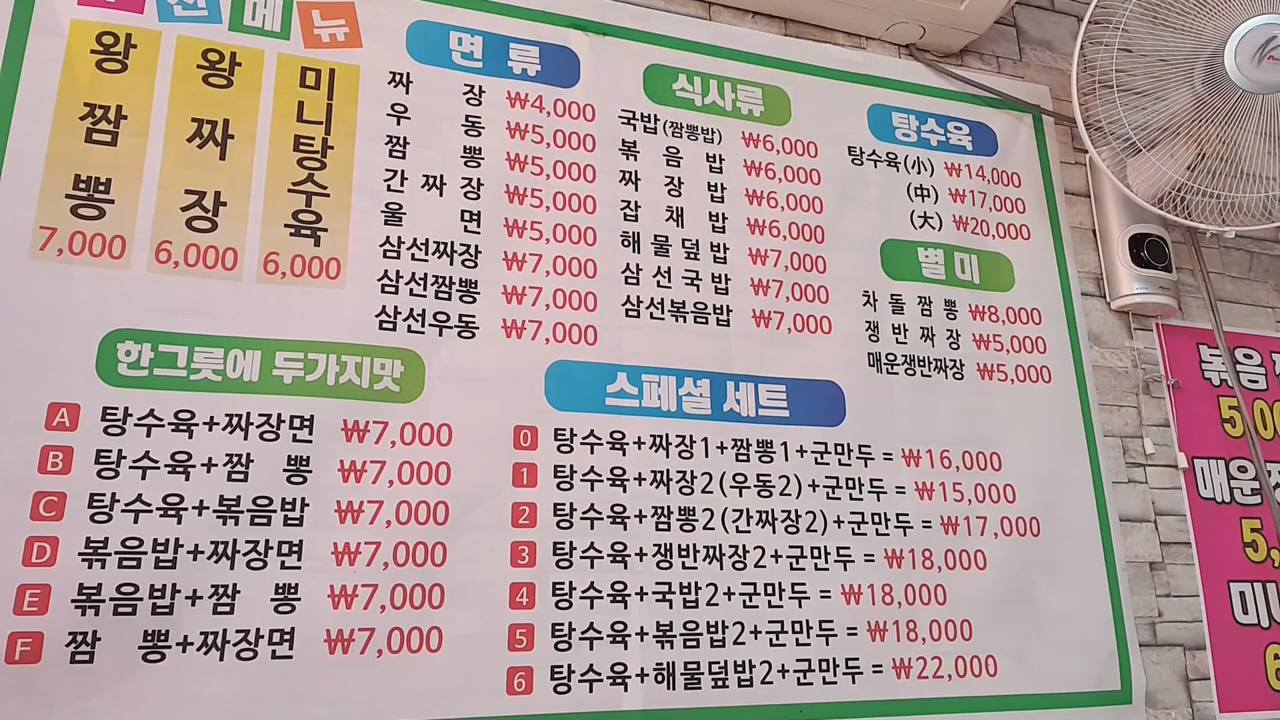 선메뉴
왕짬뽕 7,000
왕짜장 6,000
미니탕수육 6,000
면류
짜장 ₩4,000
우동 ₩5,000
짬뽕 ₩5,000
간짜장 ₩5,000
울면 ₩5,000
삼선짜장 ₩7,000
삼선짬뽕 ₩7,000
삼선우동 ₩7,000
식사류
국밥(짬뽕밥) ₩6,000
볶음밥 ₩6,000
짜장밥 ₩6,000
잡채밥 ₩6,000
해물덮밥 ₩7,000
삼선국밥 ₩7,000
삼선볶음밥 ₩7,000
탕수육
탕수육(小) ₩14,000
(中) ₩17,000
(大) ₩20,000
별미
차돌짬뽕 ₩8,000
쟁반짜장 ₩5,000
매운쟁반짜장 ₩5,000
한그릇에 두가지맛
A 탕수육+짜장면 ₩7,000
B 탕수육+짬뽕 ₩7,000
C 탕수육+볶음밥 ₩7,000
D 볶음밥+짜장면 ₩7,000
E 볶음밥+짬뽕 ₩7,000
F 짬뽕+짜장면 ₩7,000
스페셜 세트
0 탕수육+짜장1+짬뽕1+군만두 = ₩16,000
1 탕수육+짜장2(우동2)+군만두 = ₩15,000
2 탕수육+짬뽕2(간짜장2)+군만두 = ₩17,000
3 탕수육+쟁반짜장2+군만두 = ₩18,000
4 탕수육+국밥2+군만두 = ₩18,000
5 탕수육+볶음밥2+군만두 = ₩18,000
6 탕수육+해물덮밥2+군만두 = ₩22,000
볶음
5,0
매운
5,
미니
6